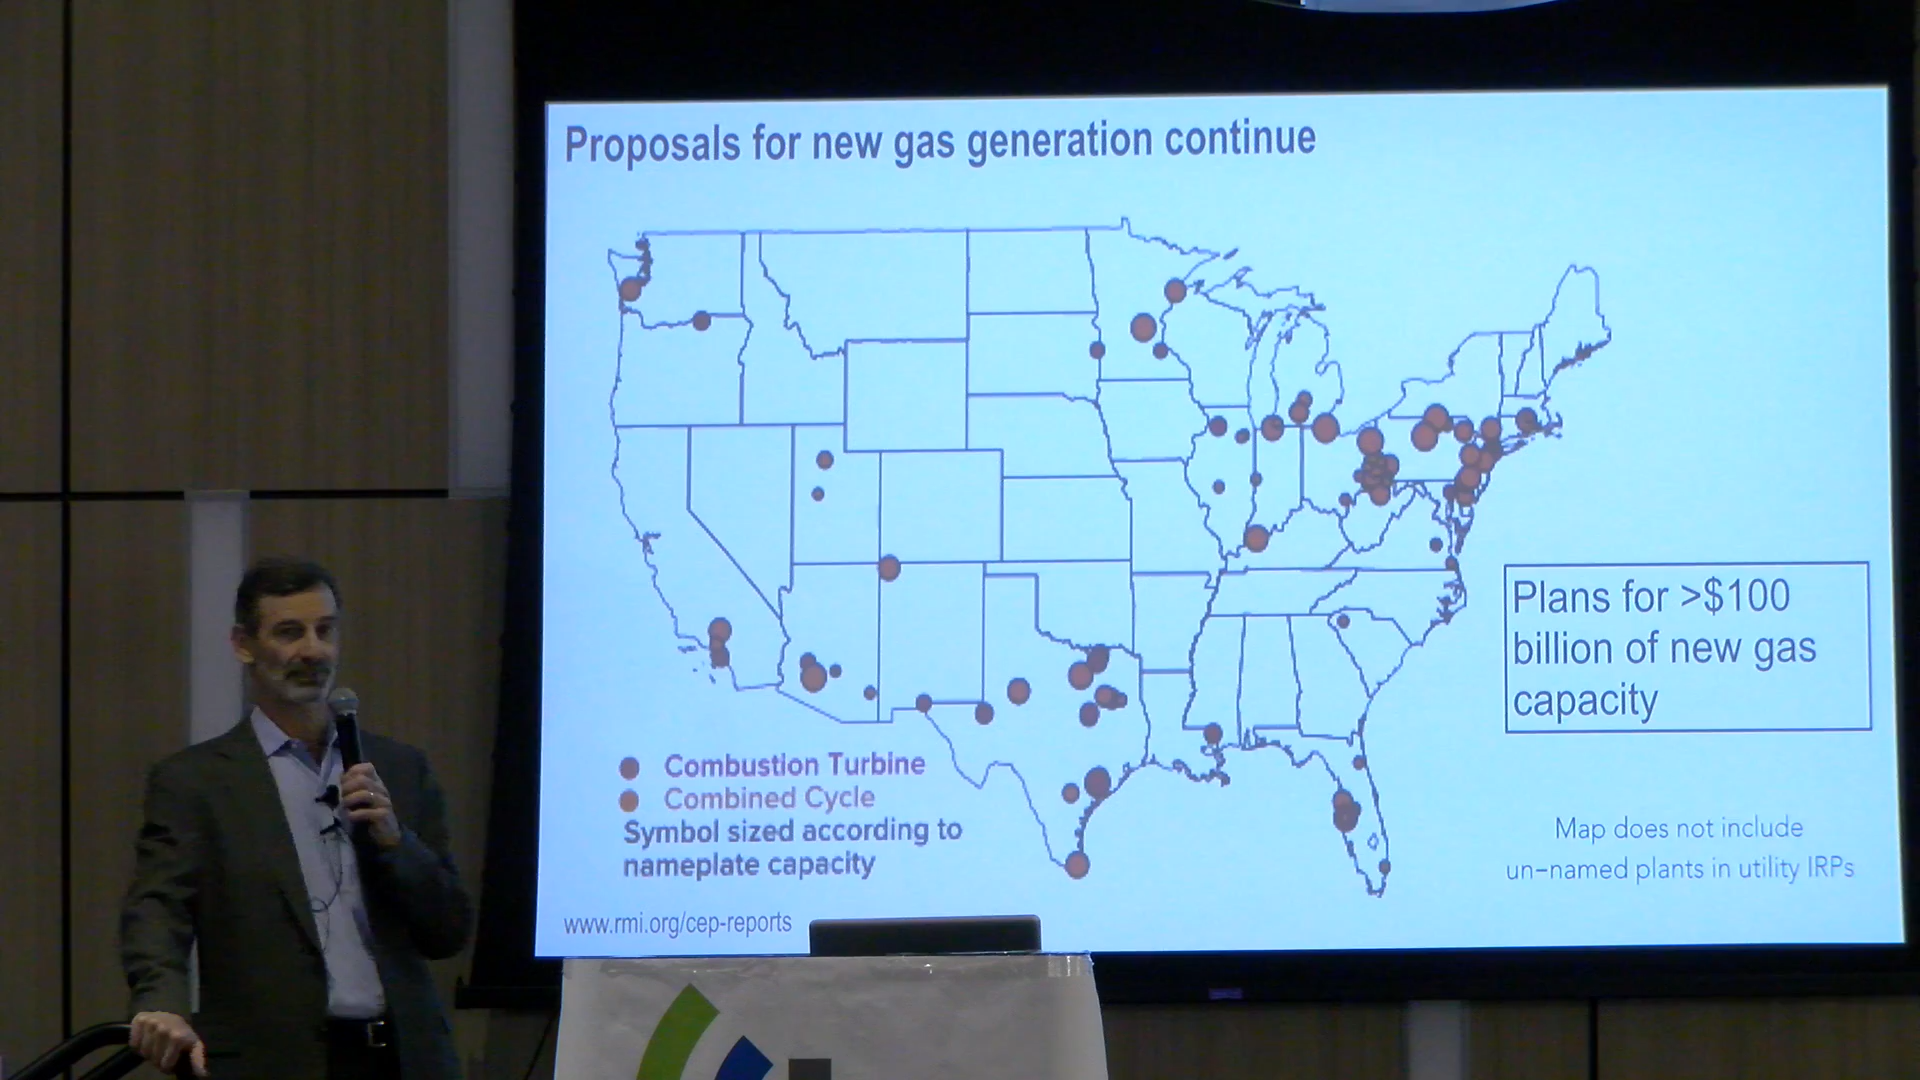 Proposals for new gas generation continue
Plans for >$100
billion of new gas
capacity
Combustion Turbine
Combined Cycle
Symbol sized according to
nameplate capacity
Map does not include
un-named plants in utility IRPs
www.rmi.org/cep-reports